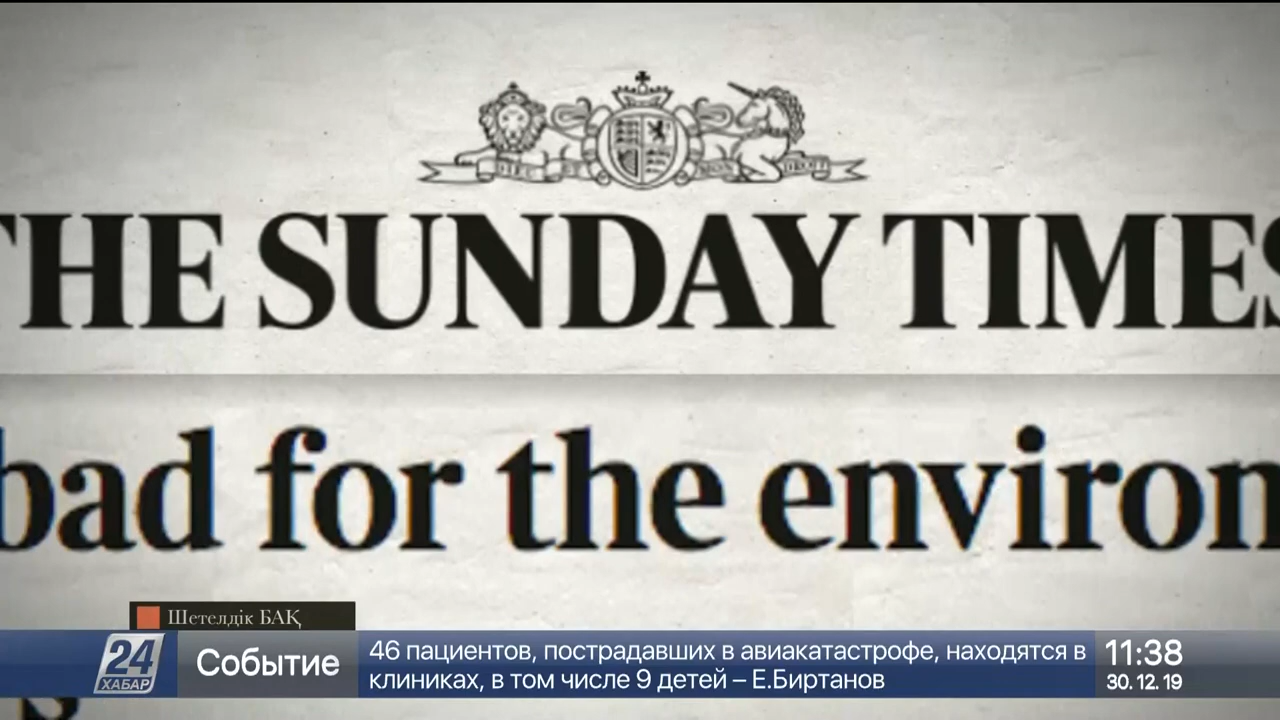 THE SUNDAY TIMES
bad for the environ
Шетелдік БАҚ
24
ХАБАР
Событие
46 пациентов, пострадавших в авиакатастрофе, находятся в
клиниках, в том числе 9 детей – Е.Биртанов
11:38
30.12.19